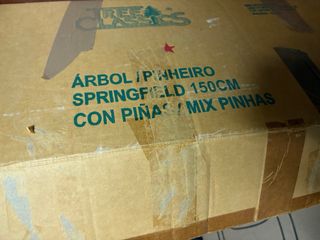 TREE
CLASSICS
ÁRBOL / PINHEIRO
SPRINGFIELD 150CM
CON PIÑAS / MIX PINHAS